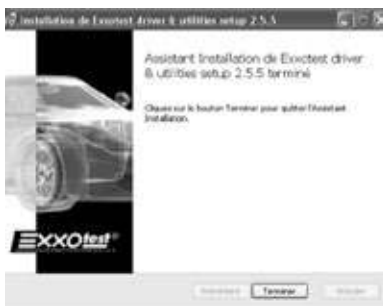 Installation de Exxotest driver & utilities setup 2.5.5
Assistant Installation de Exxotest driver
& utilities setup 2.5.5 terminé
Cliquez sur le bouton Terminer pour quitter l'Assistant
Installation.
EXXOtest®
Terminer